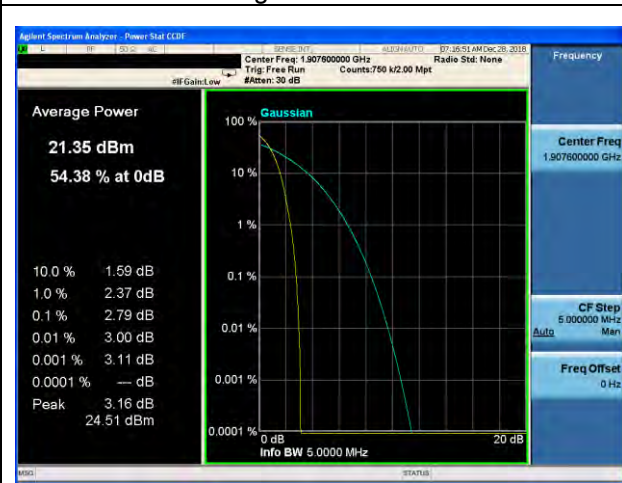 Agilent Spectrum Analyzer - Power Stat CCDF
L RF 50 Ω AC SENSE:INT ALIGN AUTO 07:16:51 AM Dec 28, 2018
Center Freq: 1.907600000 GHz Radio Std: None
Trig: Free Run Counts:750 k/2.00 Mpt
#IFGain:Low #Atten: 30 dB
Frequency
Average Power
21.35 dBm
54.38 % at 0dB
10.0 % 1.59 dB
1.0 % 2.37 dB
0.1 % 2.79 dB
0.01 % 3.00 dB
0.001 % 3.11 dB
0.0001 % --- dB
Peak 3.16 dB
24.51 dBm
Gaussian
100 %
10 %
1 %
0.1 %
0.01 %
0.001 %
0.0001 %
0 dB 20 dB
Info BW 5.0000 MHz
Center Freq
1.907600000 GHz
CF Step
5.000000 MHz
Auto Man
Freq Offset
0 Hz
MSG STATUS